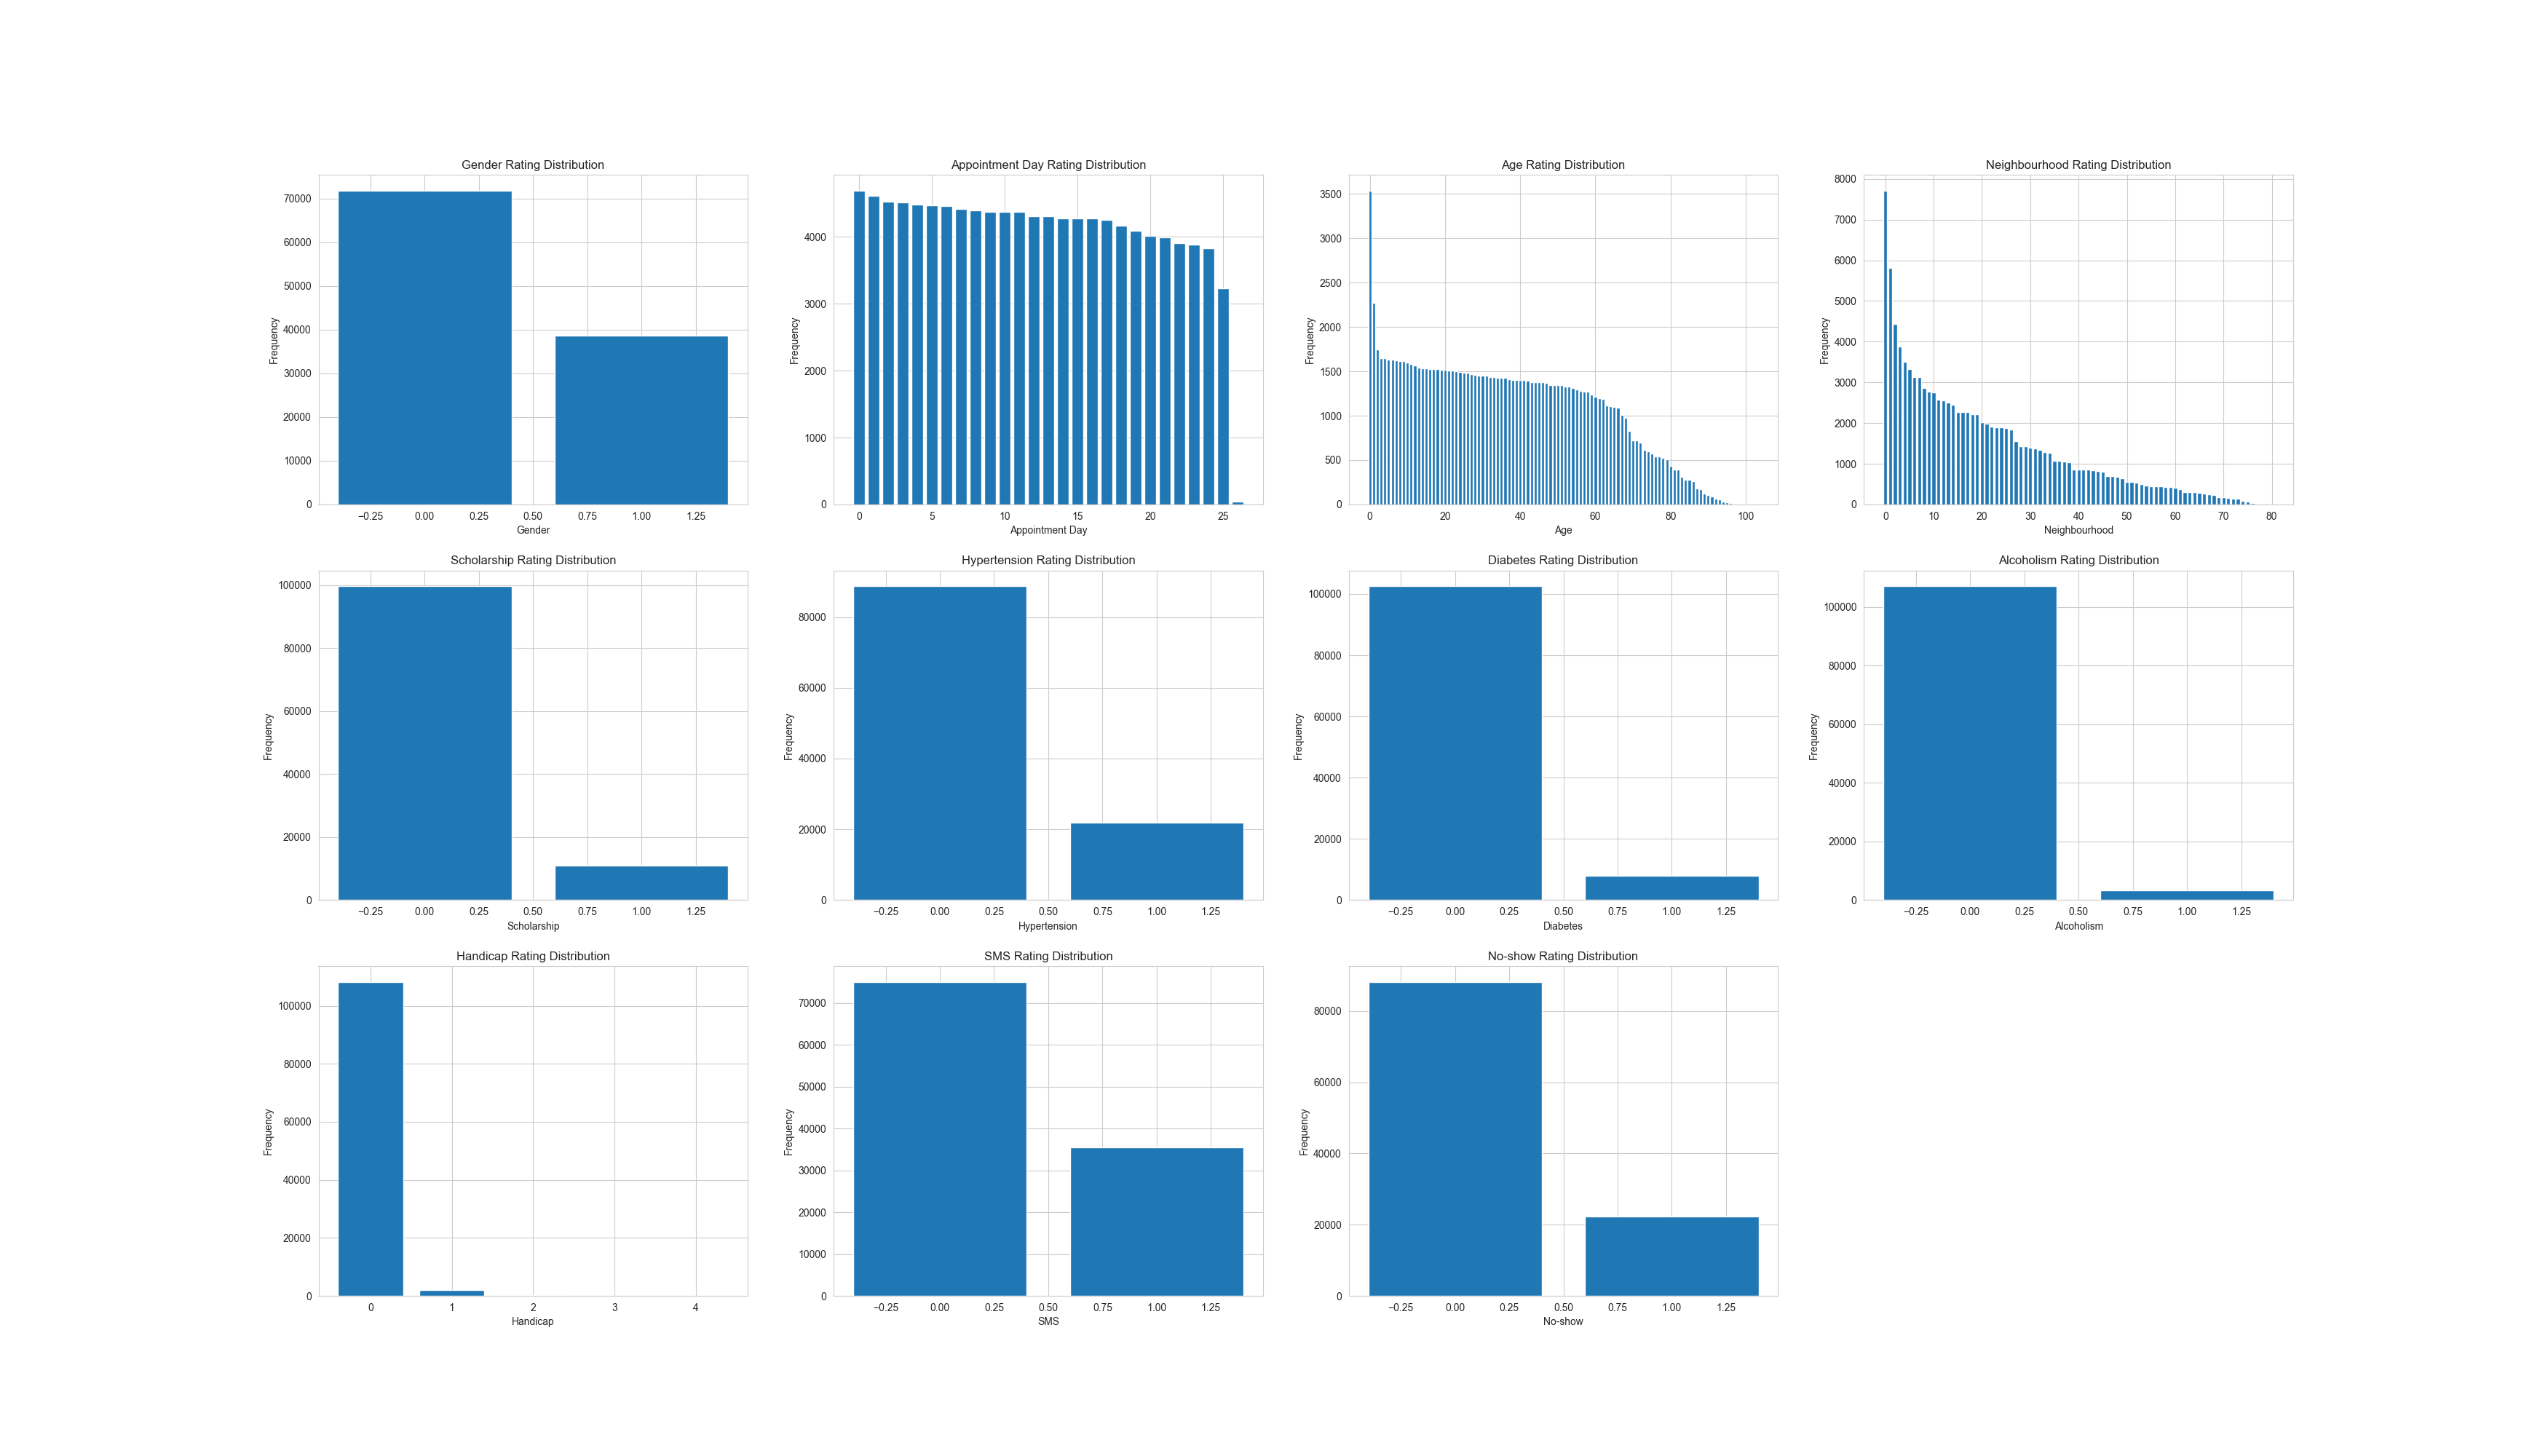 Gender Rating Distribution
Frequency
70000
60000
50000
40000
30000
20000
10000
0
−0.25 0.00 0.25 0.50 0.75 1.00 1.25
Gender
Appointment Day Rating Distribution
Frequency
4000
3000
2000
1000
0
0 5 10 15 20 25
Appointment Day
Age Rating Distribution
Frequency
3500
3000
2500
2000
1500
1000
500
0
0 20 40 60 80 100
Age
Neighbourhood Rating Distribution
Frequency
8000
7000
6000
5000
4000
3000
2000
1000
0
0 10 20 30 40 50 60 70 80
Neighbourhood
Scholarship Rating Distribution
Frequency
100000
80000
60000
40000
20000
0
−0.25 0.00 0.25 0.50 0.75 1.00 1.25
Scholarship
Hypertension Rating Distribution
Frequency
80000
60000
40000
20000
0
−0.25 0.00 0.25 0.50 0.75 1.00 1.25
Hypertension
Diabetes Rating Distribution
Frequency
100000
80000
60000
40000
20000
0
−0.25 0.00 0.25 0.50 0.75 1.00 1.25
Diabetes
Alcoholism Rating Distribution
Frequency
100000
80000
60000
40000
20000
0
−0.25 0.00 0.25 0.50 0.75 1.00 1.25
Alcoholism
Handicap Rating Distribution
Frequency
100000
80000
60000
40000
20000
0
0 1 2 3 4
Handicap
SMS Rating Distribution
Frequency
70000
60000
50000
40000
30000
20000
10000
0
−0.25 0.00 0.25 0.50 0.75 1.00 1.25
SMS
No-show Rating Distribution
Frequency
80000
60000
40000
20000
0
−0.25 0.00 0.25 0.50 0.75 1.00 1.25
No-show